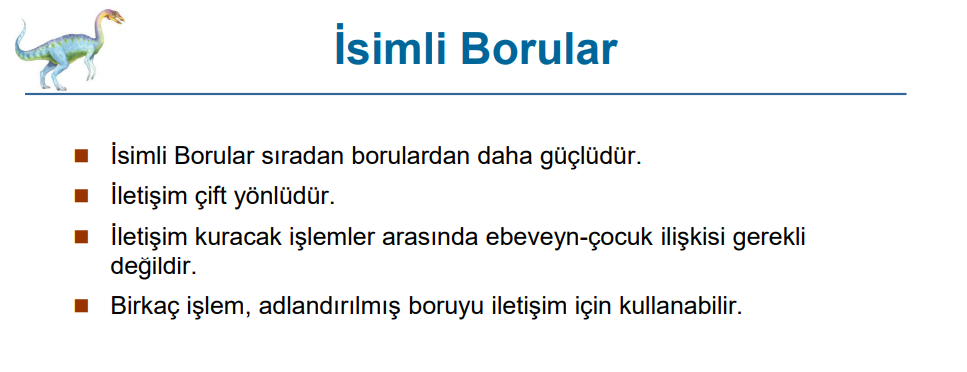 İsimli Borular
İsimli Borular sıradan borulardan daha güçlüdür.
İletişim çift yönlüdür.
İletişim kuracak işlemler arasında ebeveyn-çocuk ilişkisi gerekli
değildir.
Birkaç işlem, adlandırılmış boruyu iletişim için kullanabilir.